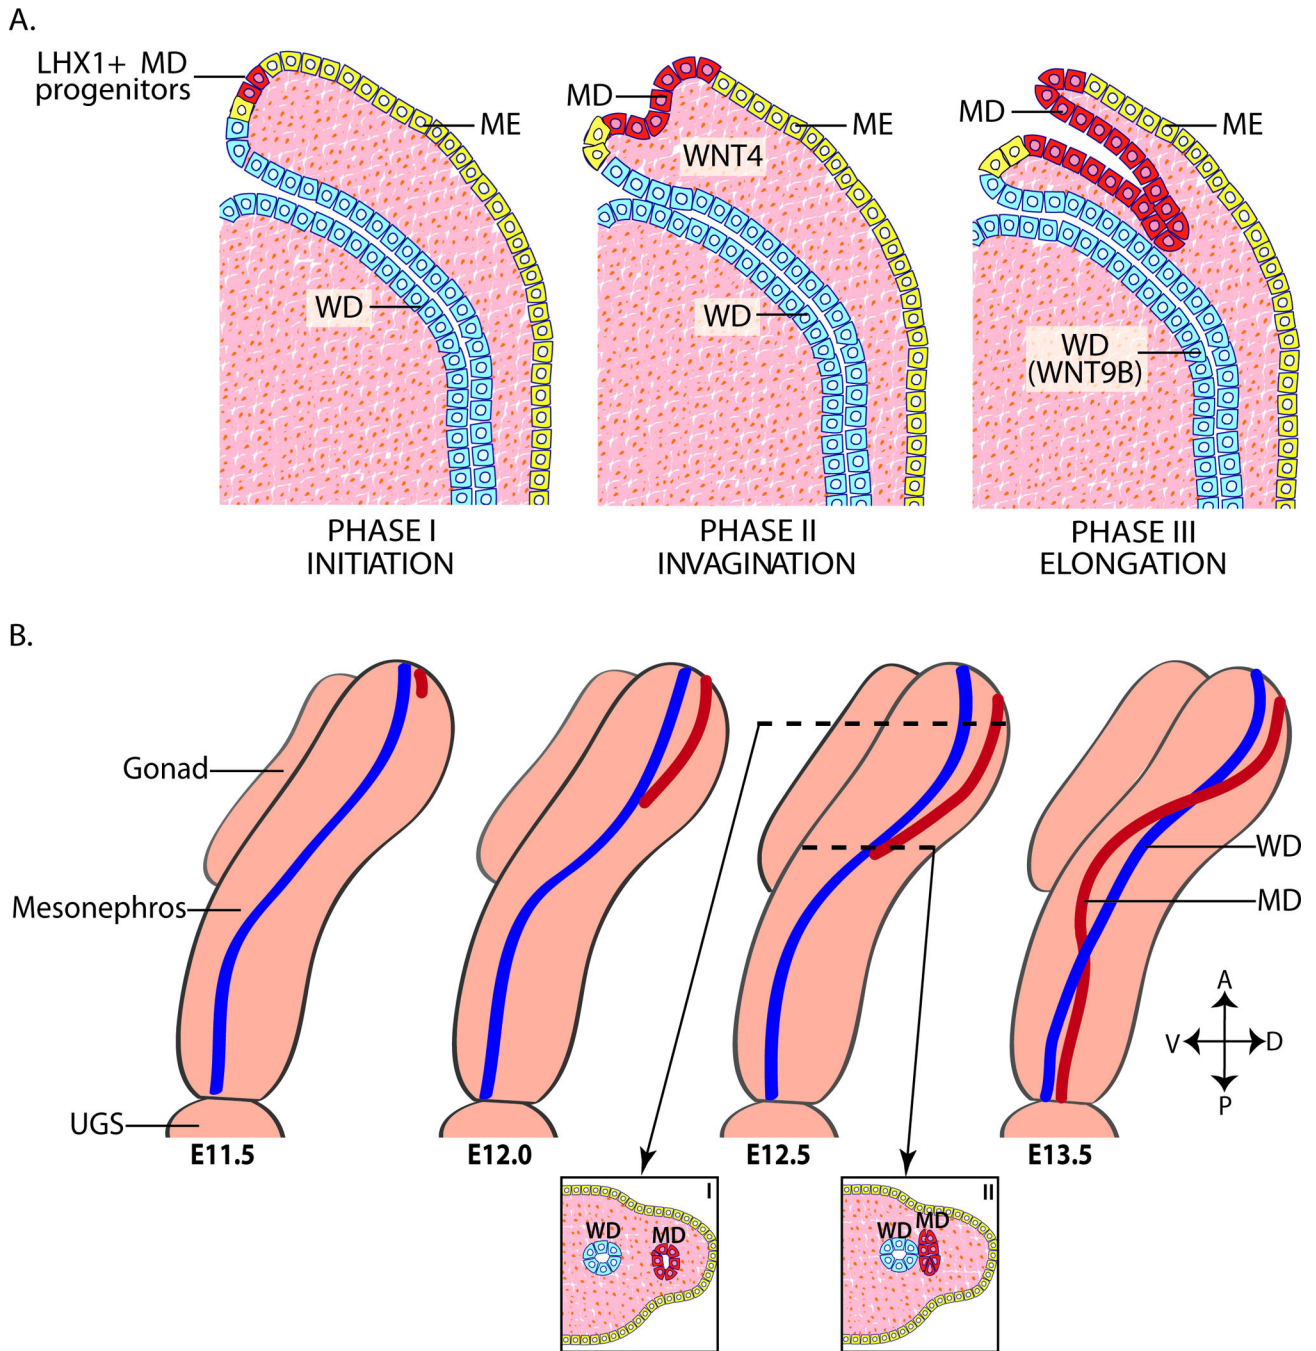 A.
LHX1+ MD
progenitors
ME
WD
PHASE I
INITIATION
MD
ME
WNT4
WD
PHASE II
INVAGINATION
MD
ME
WD
(WNT9B)
PHASE III
ELONGATION
B.
Gonad
Mesonephros
UGS
WD
MD
A
V
D
P
E11.5
E12.0
E12.5
E13.5
I
WD
MD
II
WD
MD